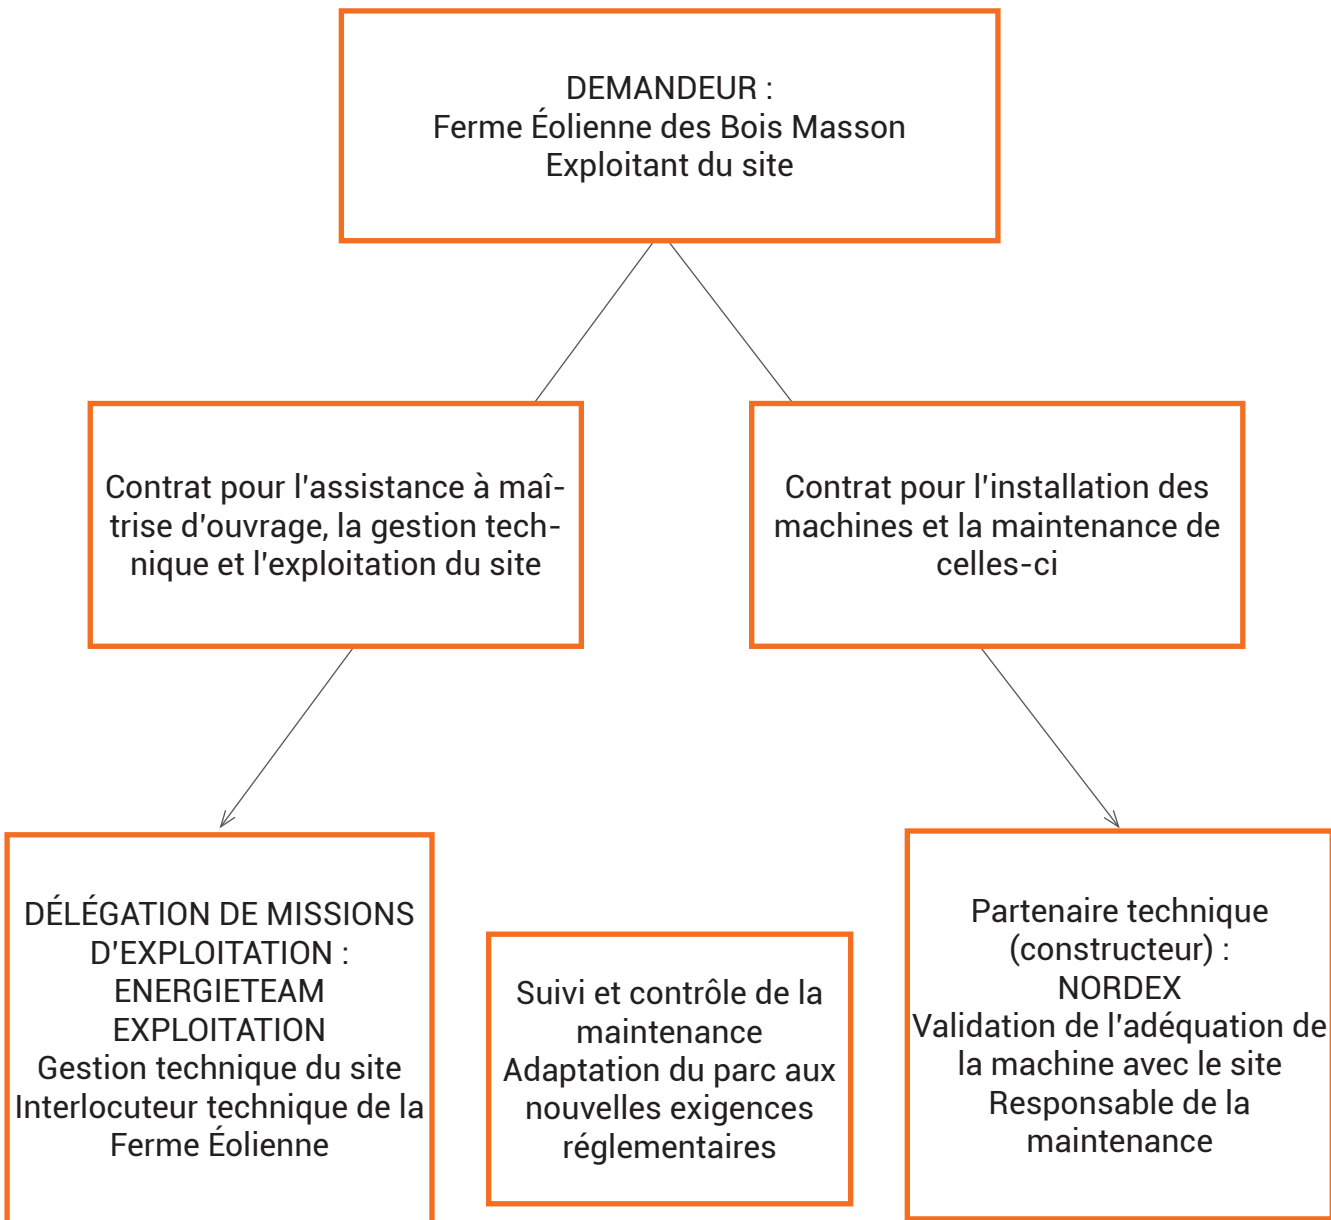 DEMANDEUR :
Ferme Éolienne des Bois Masson
Exploitant du site
Contrat pour l'assistance à maî-
trise d'ouvrage, la gestion tech-
nique et l'exploitation du site
Contrat pour l'installation des
machines et la maintenance de
celles-ci
DÉLÉGATION DE MISSIONS
D'EXPLOITATION :
ENERGIETEAM
EXPLOITATION
Gestion technique du site
Interlocuteur technique de la
Ferme Éolienne
Suivi et contrôle de la
maintenance
Adaptation du parc aux
nouvelles exigences
réglementaires
Partenaire technique
(constructeur) :
NORDEX
Validation de l'adéquation de
la machine avec le site
Responsable de la
maintenance